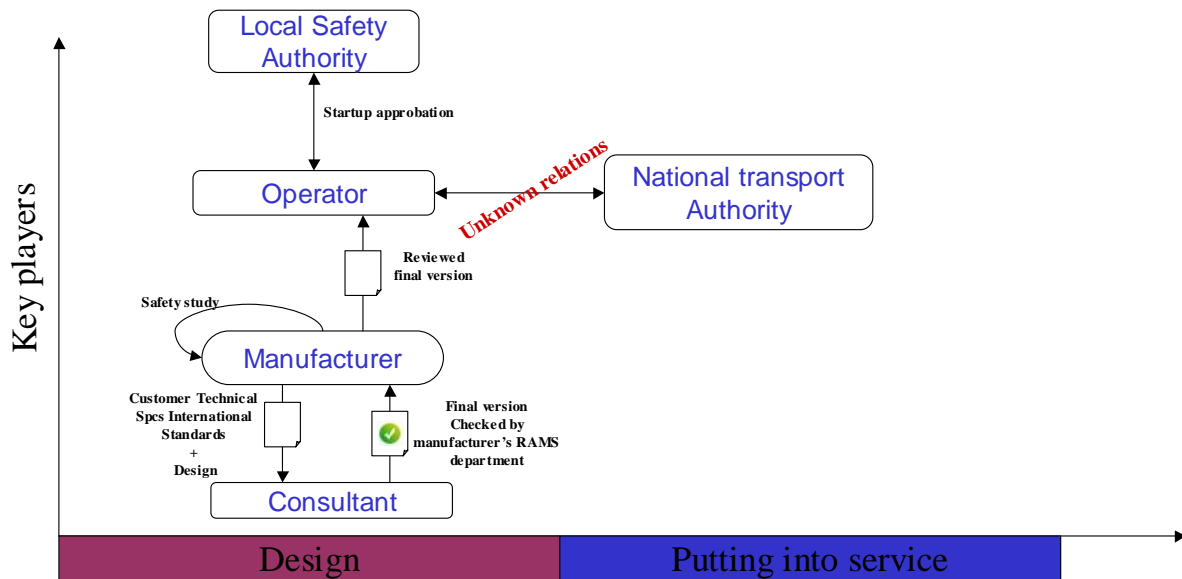 Local Safety
Authority
Startup approbation
Operator
Unknown relations
National transport
Authority
Reviewed
final version
Safety study
Manufacturer
Customer Technical
Spcs International
Standards
+
Design
Final version
Checked by
manufacturer's RAMS
department
Consultant
Key players
Design
Putting into service